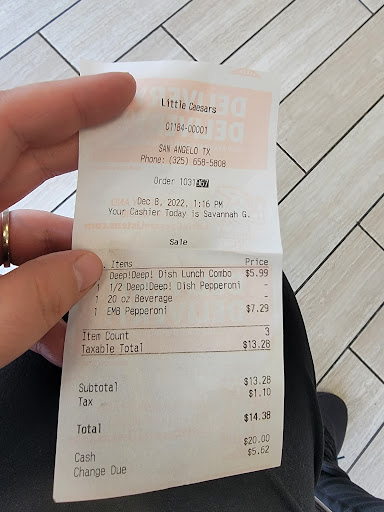 Little Caesars
01184-00001
SAN ANGELO TX
Phone: (325) 658-5808
Order 1031967
Dec 8, 2022, 1:16 PM
Your Cashier Today is Savannah G.
Sale
Items Price
Deep!Deep! Dish Lunch Combo $5.99
1 1/2 Deep!Deep! Dish Pepperoni -
1 20 oz Beverage -
1 EMB Pepperoni $7.29
Item Count 3
Taxable Total $13.28
Subtotal $13.28
Tax $1.10
Total $14.38
Cash $20.00
Change Due $5.62